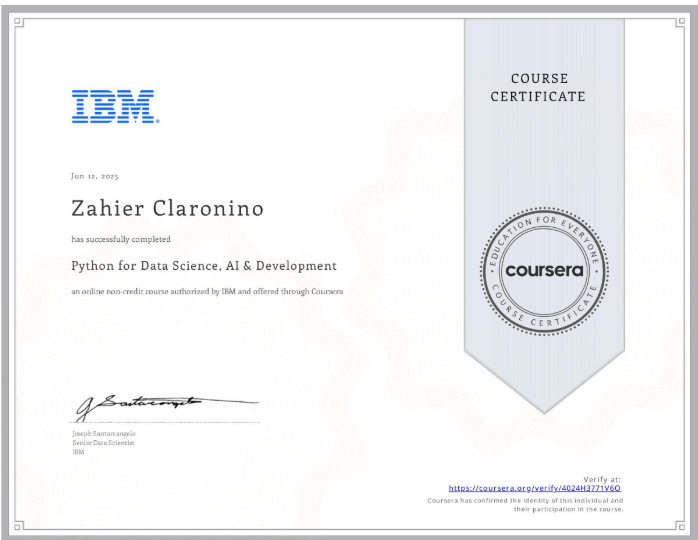 IBM
COURSE
CERTIFICATE
Jun 12, 2025
Zahier Claronino
has successfully completed
Python for Data Science, AI & Development
an online non-credit course authorized by IBM and offered through Coursera
EDUCATION FOR EVERYONE
coursera
COURSE CERTIFICATE
Joseph Santarcangelo
Senior Data Scientist
IBM
Verify at:
https://coursera.org/verify/4024H3771V6O
Coursera has confirmed the identity of this individual and
their participation in the course.